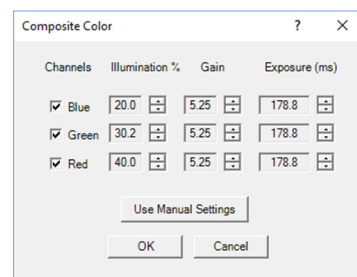 Composite Color ? ×
Channels Illumination % Gain Exposure (ms)
Blue 20.0 5.25 178.8
Green 30.2 5.25 178.8
Red 40.0 5.25 178.8
Use Manual Settings
OK Cancel